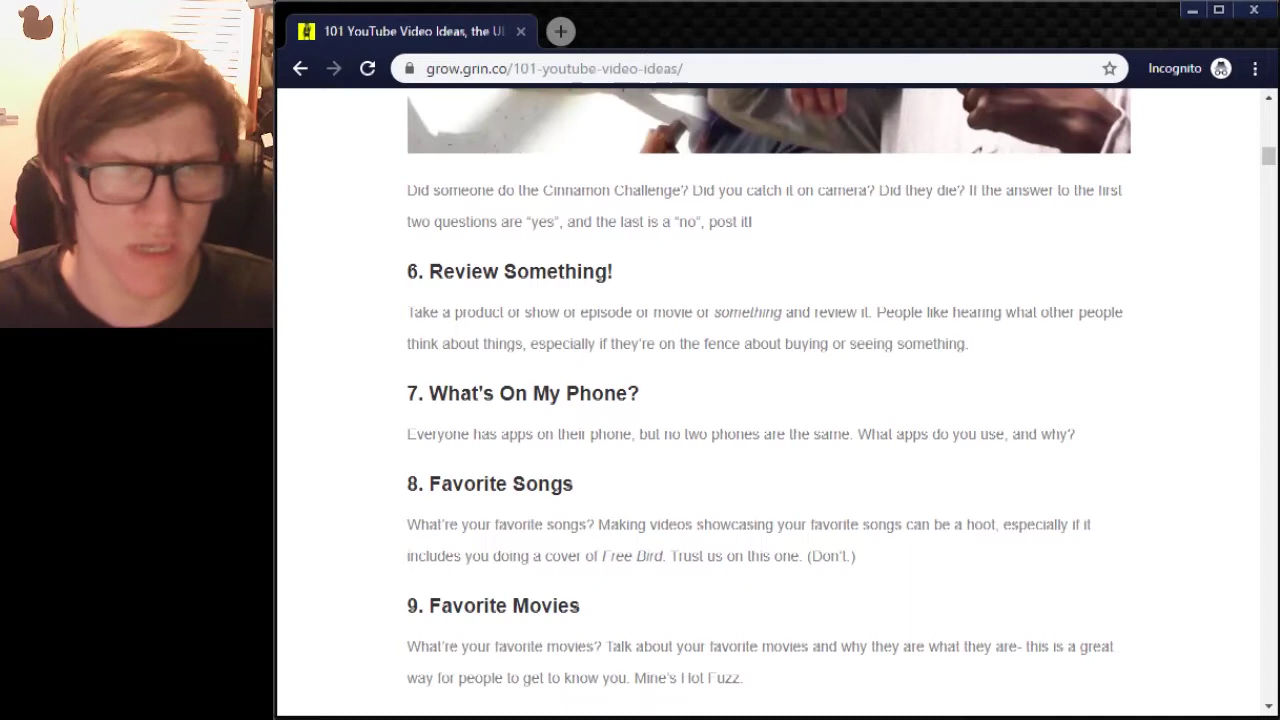 101 YouTube Video Ideas, the Ul
grow.grin.co/101-youtube-video-ideas/
Incognito
Did someone do the Cinnamon Challenge? Did you catch it on camera? Did they die? If the answer to the first
two questions are “yes”, and the last is a “no”, post it!
6. Review Something!
Take a product or show or episode or movie or something and review it. People like hearing what other people
think about things, especially if they're on the fence about buying or seeing something.
7. What's On My Phone?
Everyone has apps on their phone, but no two phones are the same. What apps do you use, and why?
8. Favorite Songs
What're your favorite songs? Making videos showcasing your favorite songs can be a hoot, especially if it
includes you doing a cover of Free Bird. Trust us on this one. (Don't.)
9. Favorite Movies
What're your favorite movies? Talk about your favorite movies and why they are what they are- this is a great
way for people to get to know you. Mine's Hot Fuzz.